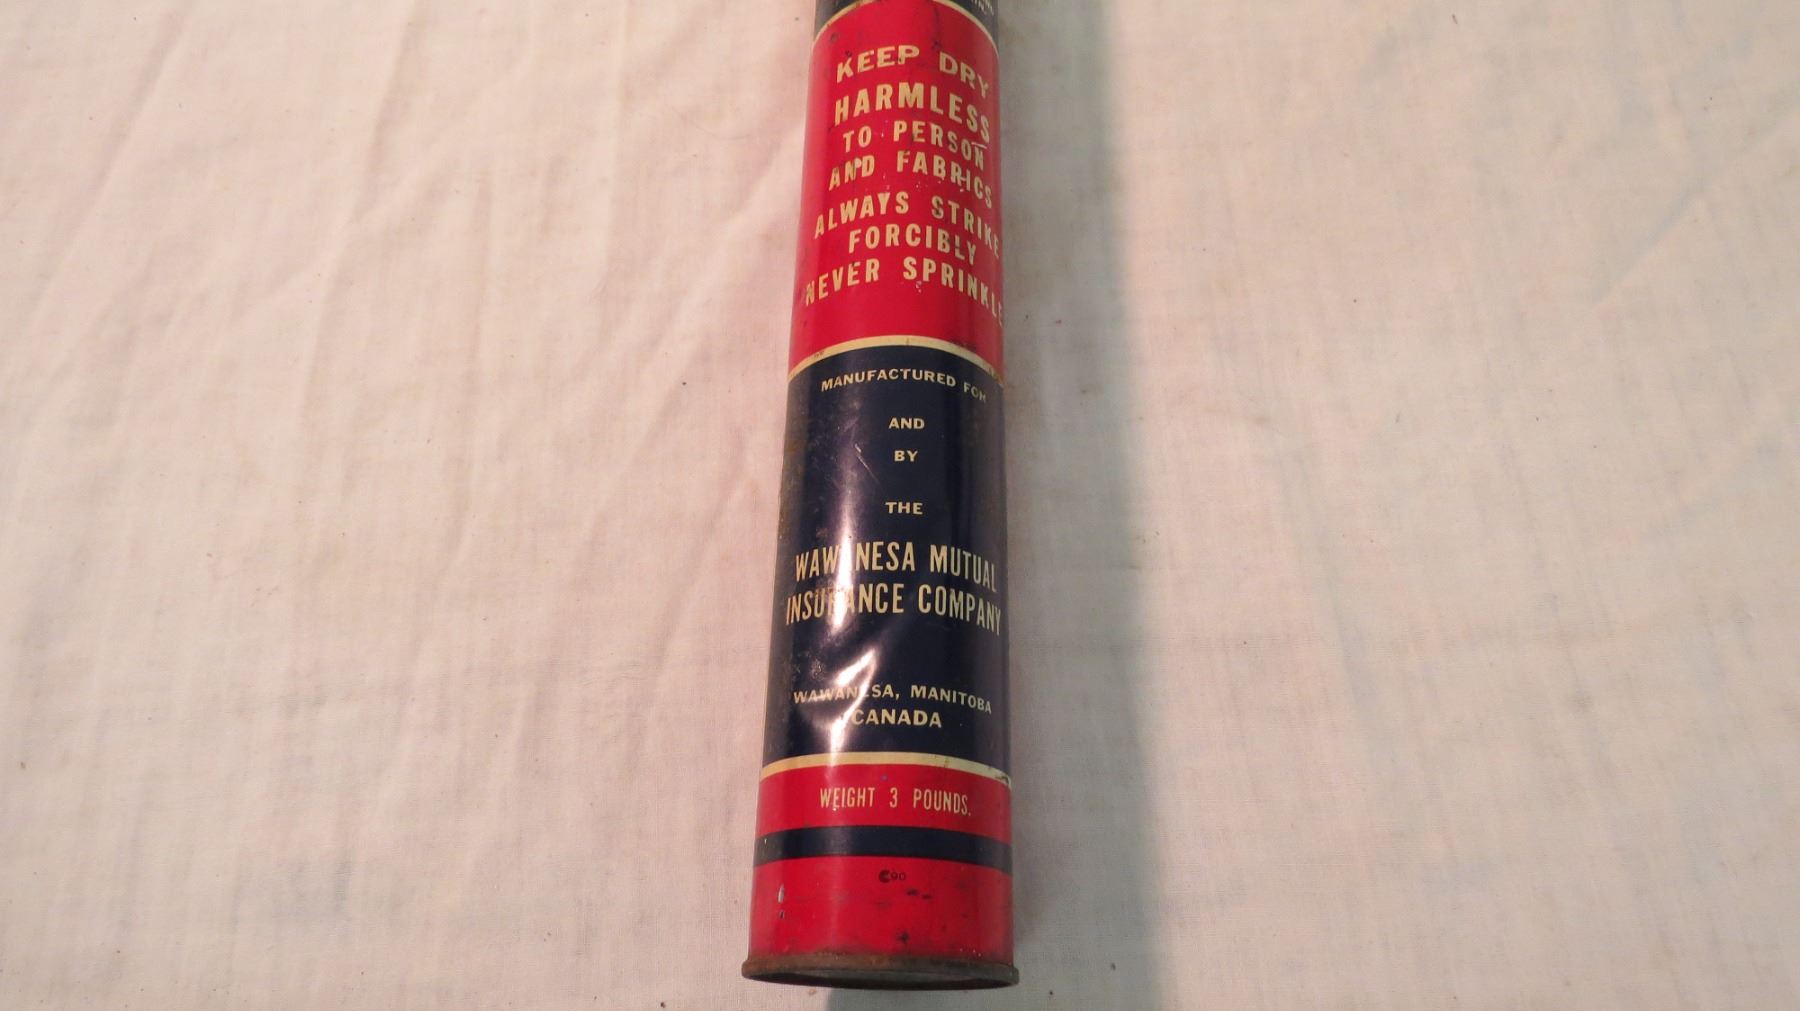 KEEP DRY
HARMLESS
TO PERSON
AND FABRICS
ALWAYS STRIKE
FORCIBLY
NEVER SPRINKLE
MANUFACTURED FOR
AND
BY
THE
WAWANESA MUTUAL
INSURANCE COMPANY
WAWANESA, MANITOBA
CANADA
WEIGHT 3 POUNDS.
C90